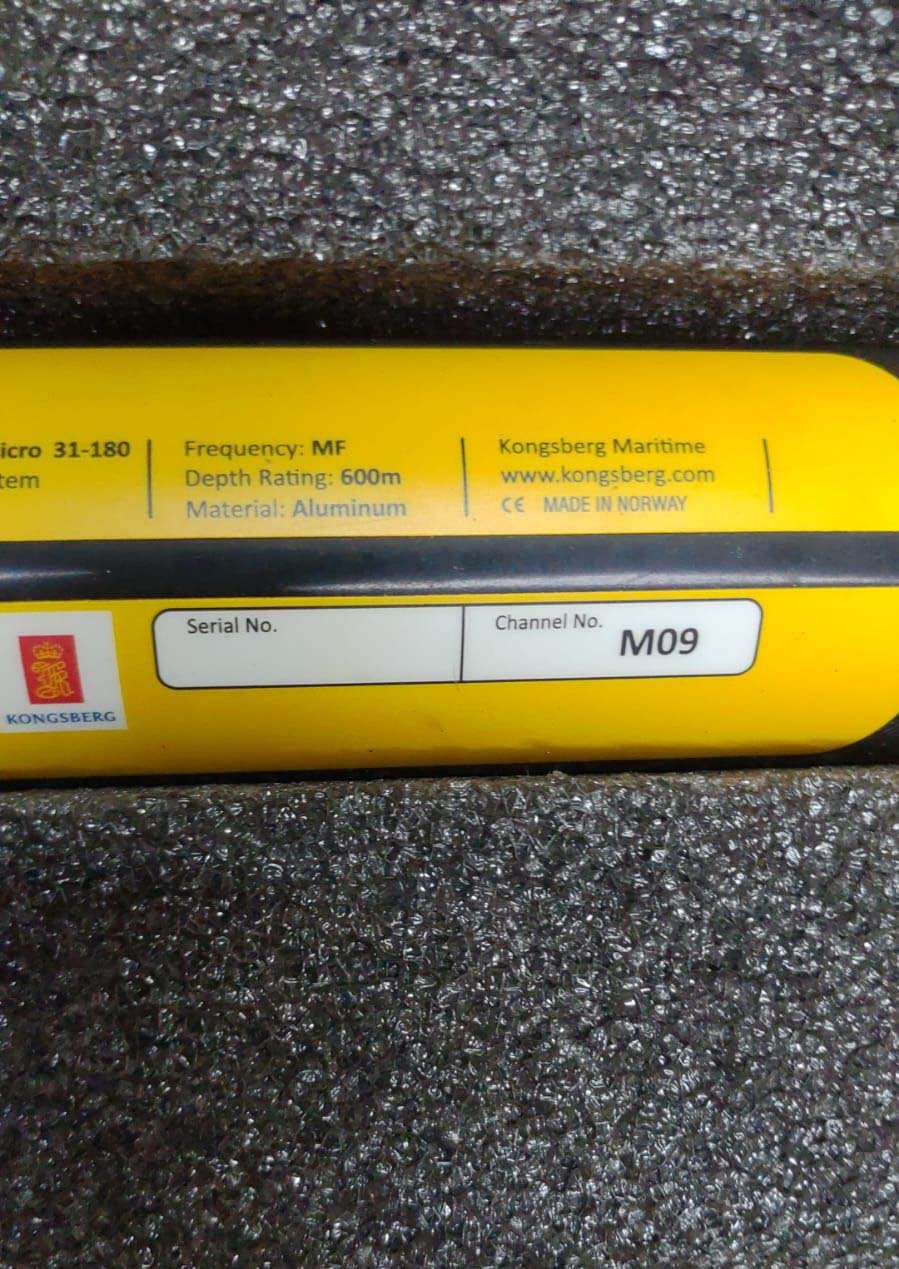 icro 31-180
tem
Frequency: MF
Depth Rating: 600m
Material: Aluminum
Kongsberg Maritime
www.kongsberg.com
CE MADE IN NORWAY
KONGSBERG
Serial No.
Channel No.
M09